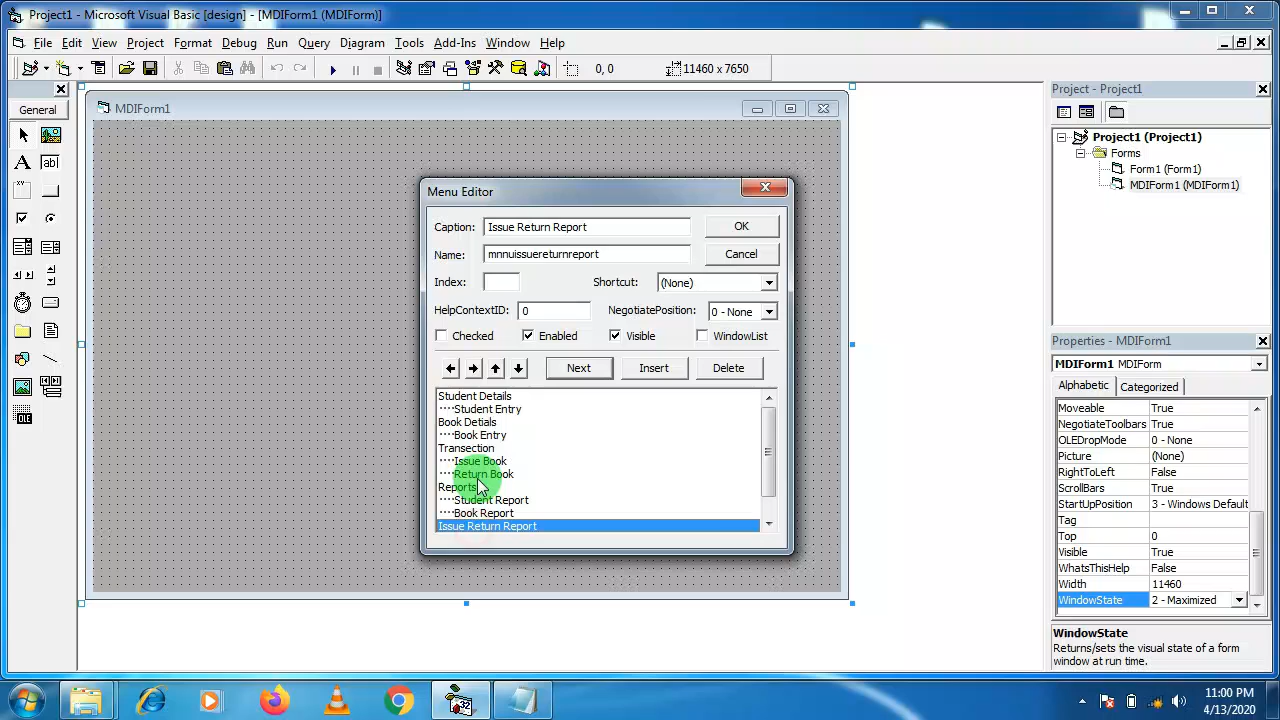 Project1 - Microsoft Visual Basic [design] - [MDIForm1 (MDIForm)]
File Edit View Project Format Debug Run Query Diagram Tools Add-Ins Window Help
0, 0 11460 x 7650
General
MDIForm1
Menu Editor
Caption: Issue Return Report OK
Name: mnnuissuereturnreport Cancel
Index: Shortcut: (None)
HelpContextID: 0 NegotiatePosition: 0 - None
Checked Enabled Visible WindowList
Next Insert Delete
Student Details
····Student Entry
Book Detials
····Book Entry
Transection
····Issue Book
····Return Book
Reports
····Student Report
····Book Report
Issue Return Report
Project - Project1
Project1 (Project1)
Forms
Form1 (Form1)
MDIForm1 (MDIForm1)
Properties - MDIForm1
MDIForm1 MDIForm
Alphabetic Categorized
Moveable True
NegotiateToolbars True
OLEDropMode 0 - None
Picture (None)
RightToLeft False
ScrollBars True
StartUpPosition 3 - Windows Default
Tag
Top 0
Visible True
WhatsThisHelp False
Width 11460
WindowState 2 - Maximized
WindowState
Returns/sets the visual state of a form
window at run time.
32
11:00 PM
4/13/2020